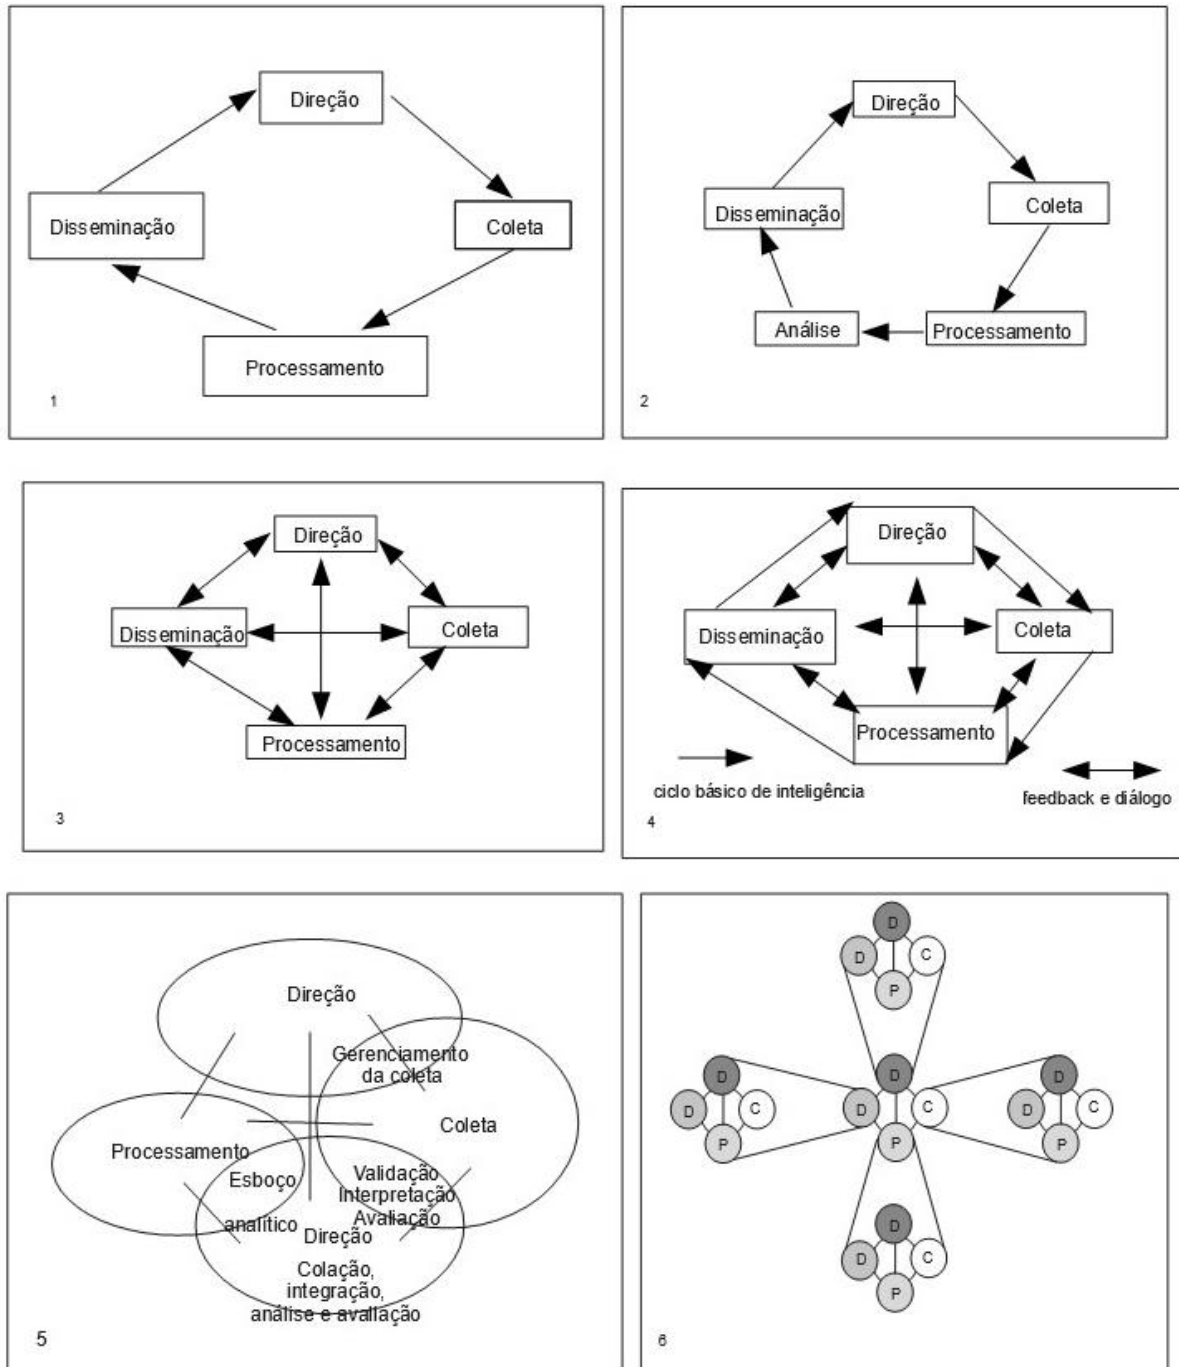 Direção
Disseminação
Coleta
Processamento
1
Direção
Coleta
Disseminação
Análise
Processamento
2
Direção
Disseminação
Coleta
Processamento
3
Direção
Disseminação
Coleta
Processamento
ciclo básico de inteligência
feedback e diálogo
4
Direção
Gerenciamento
da coleta
Coleta
Processamento
Esboço
analítico
Validação
Interpretação
Avaliação
Direção
Colação,
integração,
análise e avaliação
5
D
D
C
P
D
D
C
P
D
D
C
P
D
D
C
P
D
D
C
P
6